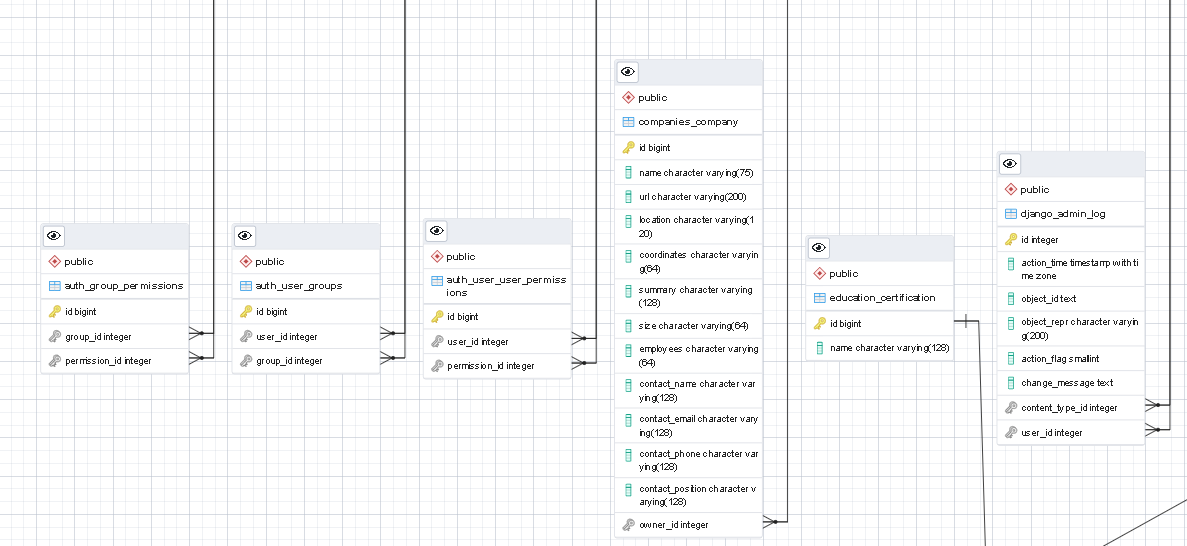 public
auth_group_permissions
id bigint
group_id integer
permission_id integer
public
auth_user_groups
id bigint
user_id integer
group_id integer
public
auth_user_user_permiss
ions
id bigint
user_id integer
permission_id integer
public
companies_company
id bigint
name character varying(75)
url character varying(200)
location character varying(1
20)
coordinates character varyin
g(64)
summary character varying
(128)
size character varying(64)
employees character varying
(64)
contact_name character var
ying(128)
contact_email character vary
ing(128)
contact_phone character var
ying(128)
contact_position character v
arying(128)
owner_id integer
public
education_certification
id bigint
name character varying(128)
public
django_admin_log
id integer
action_time timestamp with ti
me zone
object_id text
object_repr character varyin
g(200)
action_flag smallint
change_message text
content_type_id integer
user_id integer